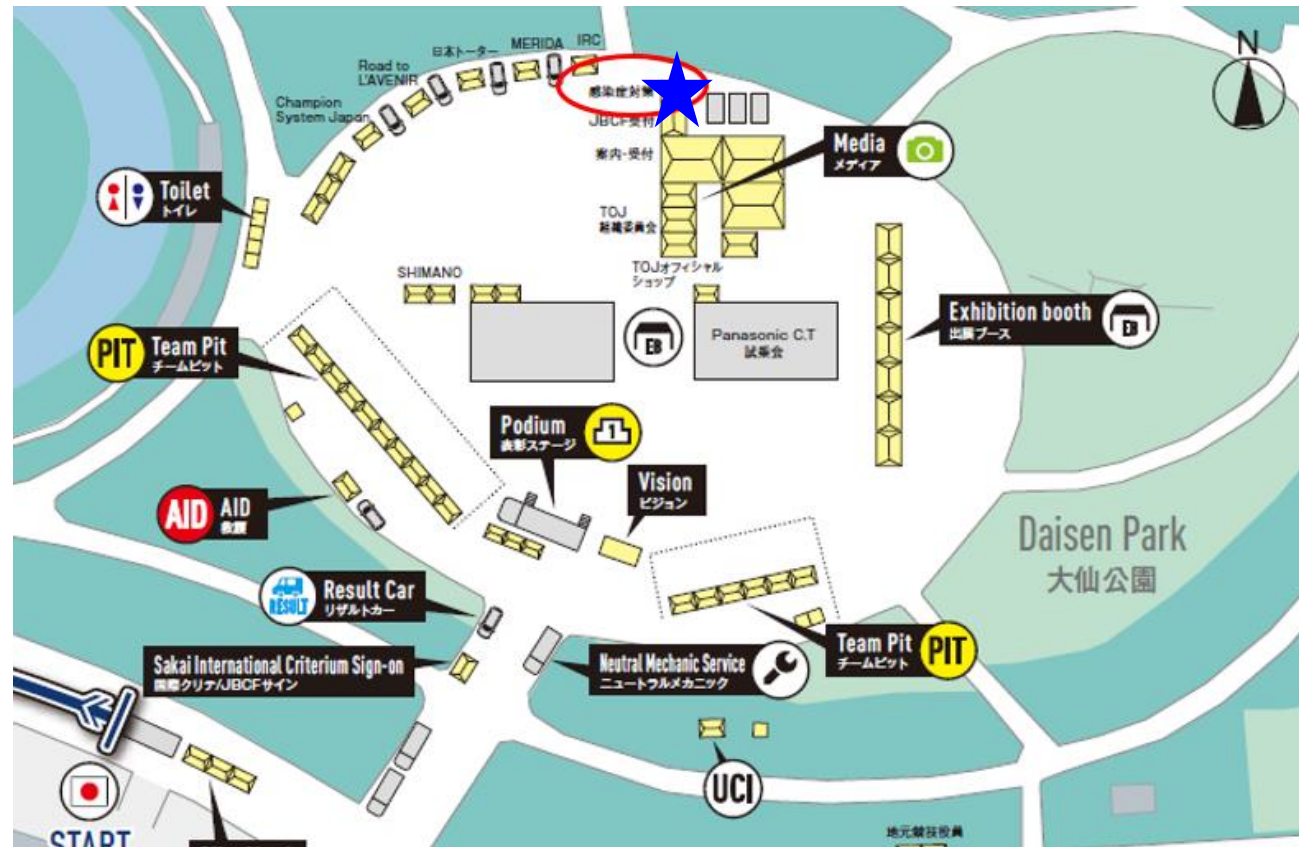 N
IRC
MERIDA
日本トーター
Road to
L'AVENIR
Champion
System Japan
感染症対策
JBCF受付
案内・受付
Media
メディア
Toilet
トイレ
TOJ
組織委員会
TOJオフィシャル
ショップ
SHIMANO
EB
Panasonic C.T
試乗会
Exhibition booth
出展ブース
EB
PIT
Team Pit
チームピット
Podium
表彰ステージ
1
Vision
ビジョン
AID
AID
救護
Daisen Park
大仙公園
RESULT
Result Car
リザルトカー
Sakai International Criterium Sign-on
国際クリテ/JBCFサイン
Neutral Mechanic Service
ニュートラルメカニック
Team Pit
チームピット
PIT
UCI
START
地元競技役員